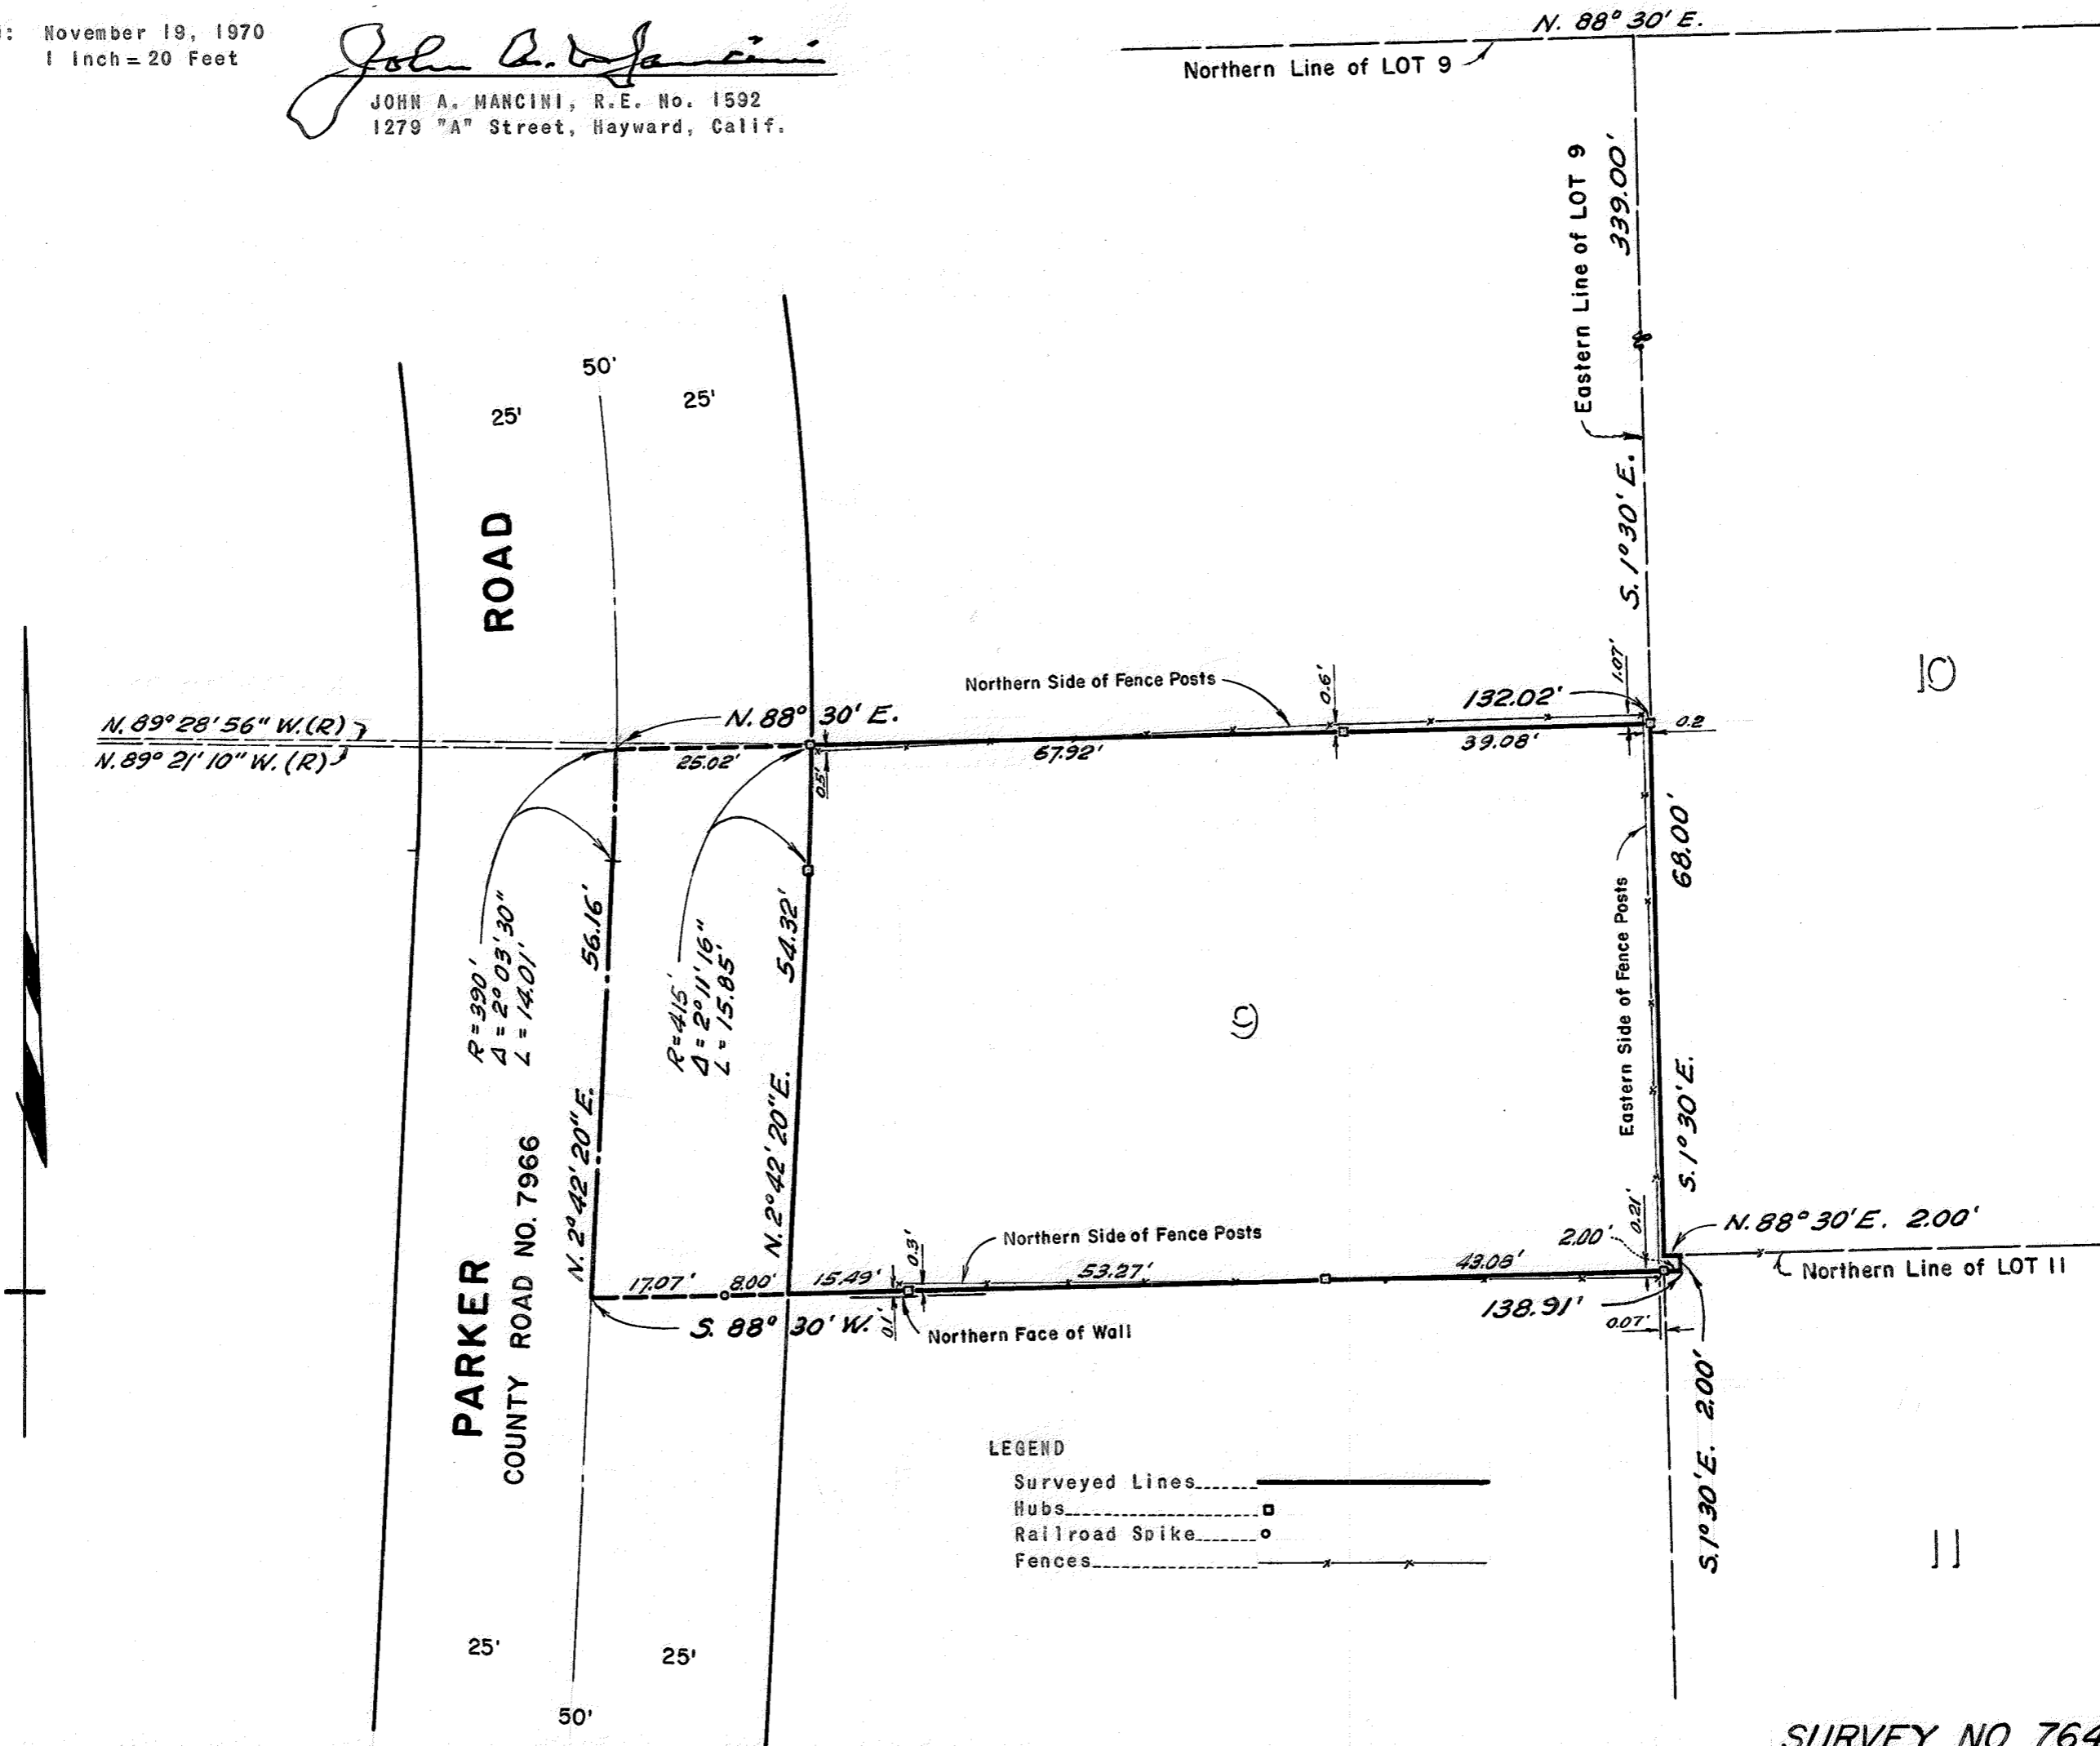 November 19, 1970
1 Inch = 20 Feet
John A. Mancini
JOHN A. MANCINI, R.E. No. 1592
1279 "A" Street, Hayward, Calif.
N. 88° 30' E.
Northern Line of LOT 9
Eastern Line of LOT 9
339.00'
S. 1° 30' E.
50'
25'
25'
ROAD
N. 89° 28' 56" W. (R)
N. 89° 21' 10" W. (R)
N. 88° 30' E.
Northern Side of Fence Posts
0.6'
132.02'
1.07'
0.2
25.02'
0.5'
67.92'
39.08'
10
R = 390'
Δ = 2° 03' 30"
L = 14.01'
56.16'
N. 2° 42' 20" E.
R = 415'
Δ = 2° 11' 16"
L = 15.85'
54.32'
N. 2° 42' 20" E.
9
Eastern Side of Fence Posts
68.00'
S. 1° 30' E.
PARKER
COUNTY ROAD NO. 7966
17.07'
8.00'
15.49'
0.3'
Northern Side of Fence Posts
53.27'
43.08'
2.00'
0.21'
N. 88° 30' E. 2.00'
Northern Line of LOT 11
S. 88° 30' W.
0.1'
Northern Face of Wall
138.91'
0.07'
S. 1° 30' E. 2.00'
LEGEND
Surveyed Lines
Hubs
Railroad Spike
Fences
11
25'
25'
50'
SURVEY NO 764